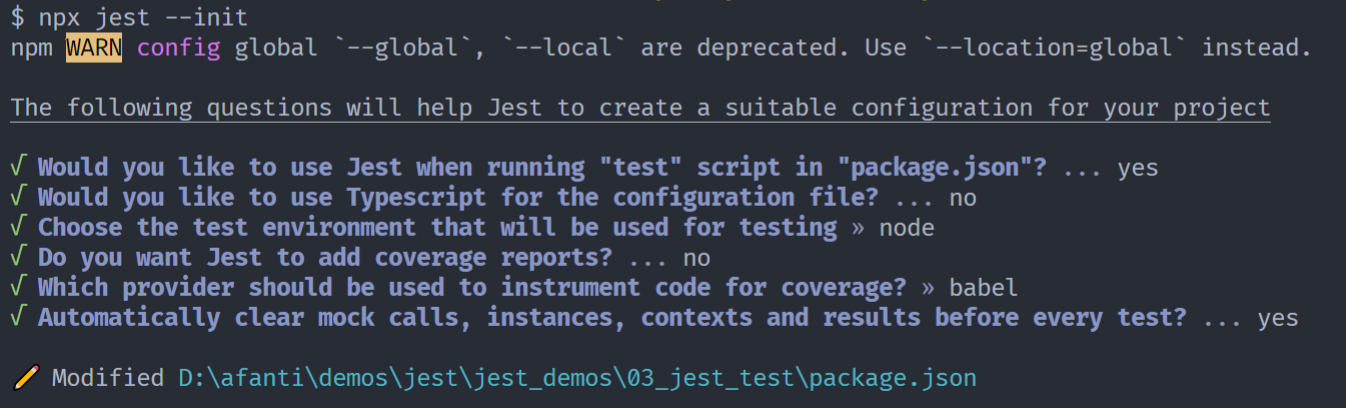 $ npx jest --init
npm WARN config global `--global`, `--local` are deprecated. Use `--location=global` instead.
The following questions will help Jest to create a suitable configuration for your project
√ Would you like to use Jest when running "test" script in "package.json"? ... yes
√ Would you like to use Typescript for the configuration file? ... no
√ Choose the test environment that will be used for testing » node
√ Do you want Jest to add coverage reports? ... no
√ Which provider should be used to instrument code for coverage? » babel
√ Automatically clear mock calls, instances, contexts and results before every test? ... yes
✏️ Modified D:\afanti\demos\jest\jest_demos\03_jest_test\package.json